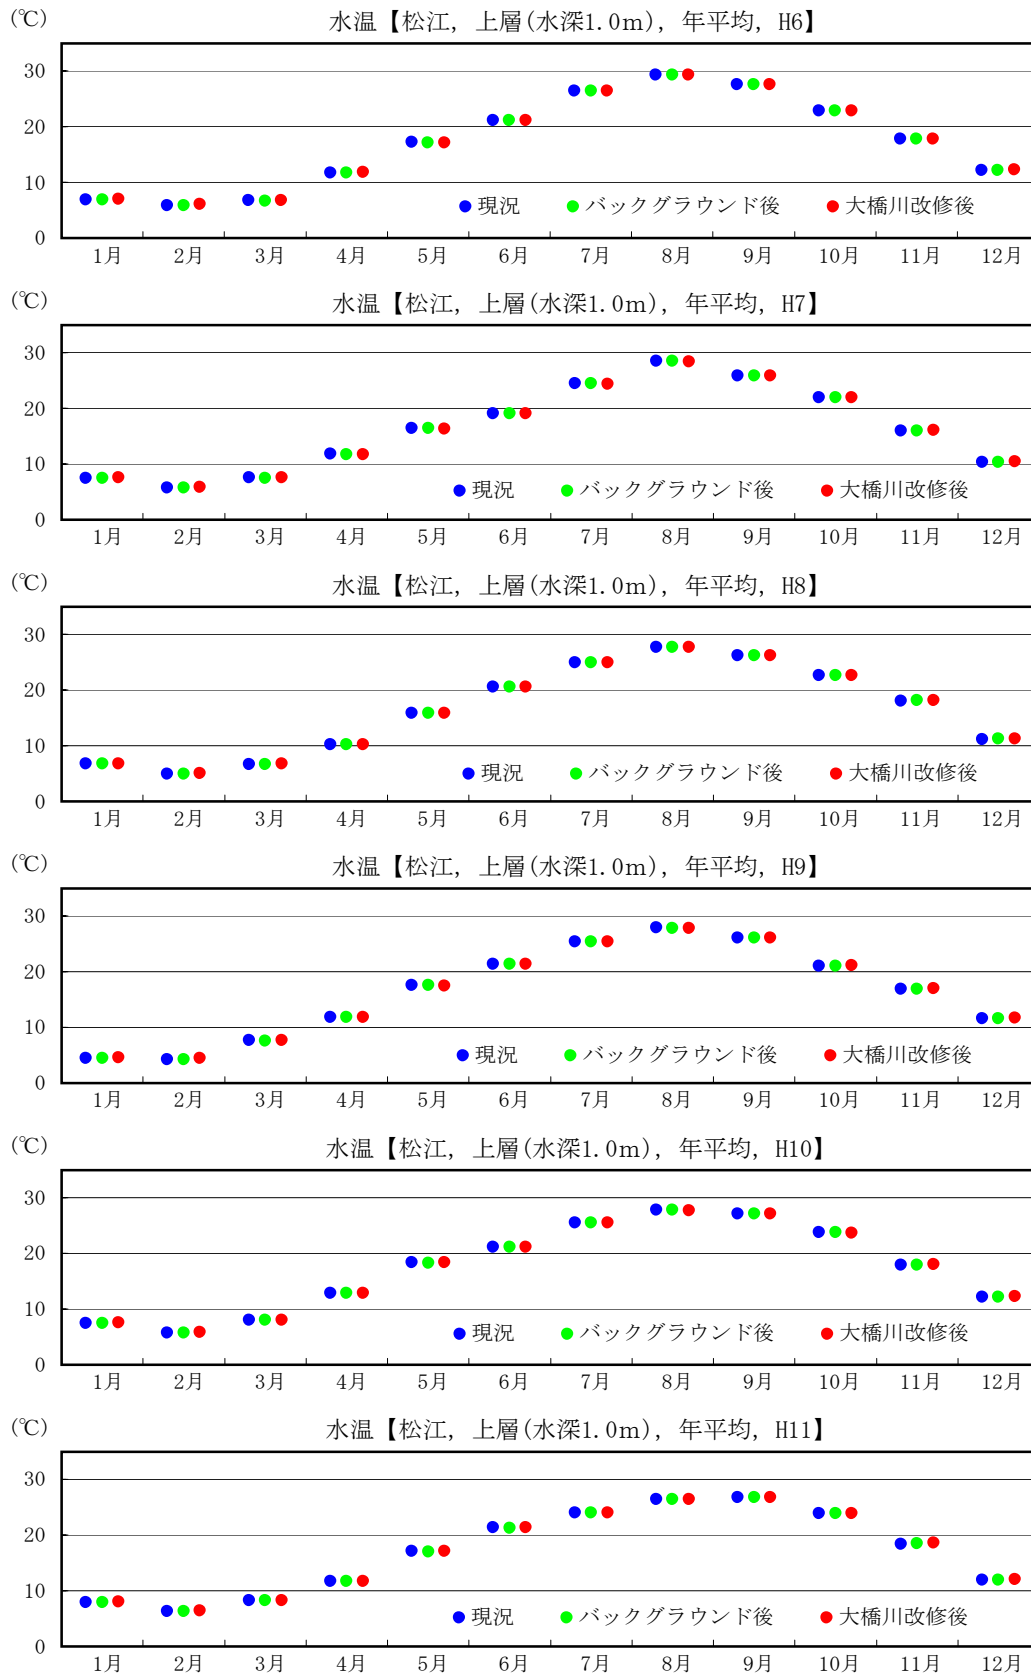 (℃) 水温【松江, 上層(水深1.0m), 年平均, H6】
30
20
10
● 現況 ● バックグラウンド後 ● 大橋川改修後
0
1月 2月 3月 4月 5月 6月 7月 8月 9月 10月 11月 12月
(℃) 水温【松江, 上層(水深1.0m), 年平均, H7】
30
20
10
● 現況 ● バックグラウンド後 ● 大橋川改修後
0
1月 2月 3月 4月 5月 6月 7月 8月 9月 10月 11月 12月
(℃) 水温【松江, 上層(水深1.0m), 年平均, H8】
30
20
10
● 現況 ● バックグラウンド後 ● 大橋川改修後
0
1月 2月 3月 4月 5月 6月 7月 8月 9月 10月 11月 12月
(℃) 水温【松江, 上層(水深1.0m), 年平均, H9】
30
20
10
● 現況 ● バックグラウンド後 ● 大橋川改修後
0
1月 2月 3月 4月 5月 6月 7月 8月 9月 10月 11月 12月
(℃) 水温【松江, 上層(水深1.0m), 年平均, H10】
30
20
10
● 現況 ● バックグラウンド後 ● 大橋川改修後
0
1月 2月 3月 4月 5月 6月 7月 8月 9月 10月 11月 12月
(℃) 水温【松江, 上層(水深1.0m), 年平均, H11】
30
20
10
● 現況 ● バックグラウンド後 ● 大橋川改修後
0
1月 2月 3月 4月 5月 6月 7月 8月 9月 10月 11月 12月